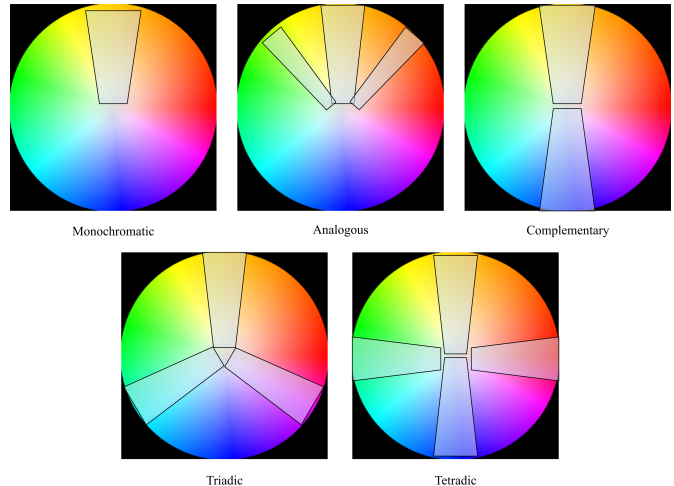 Monochromatic
Analogous
Complementary
Triadic
Tetradic